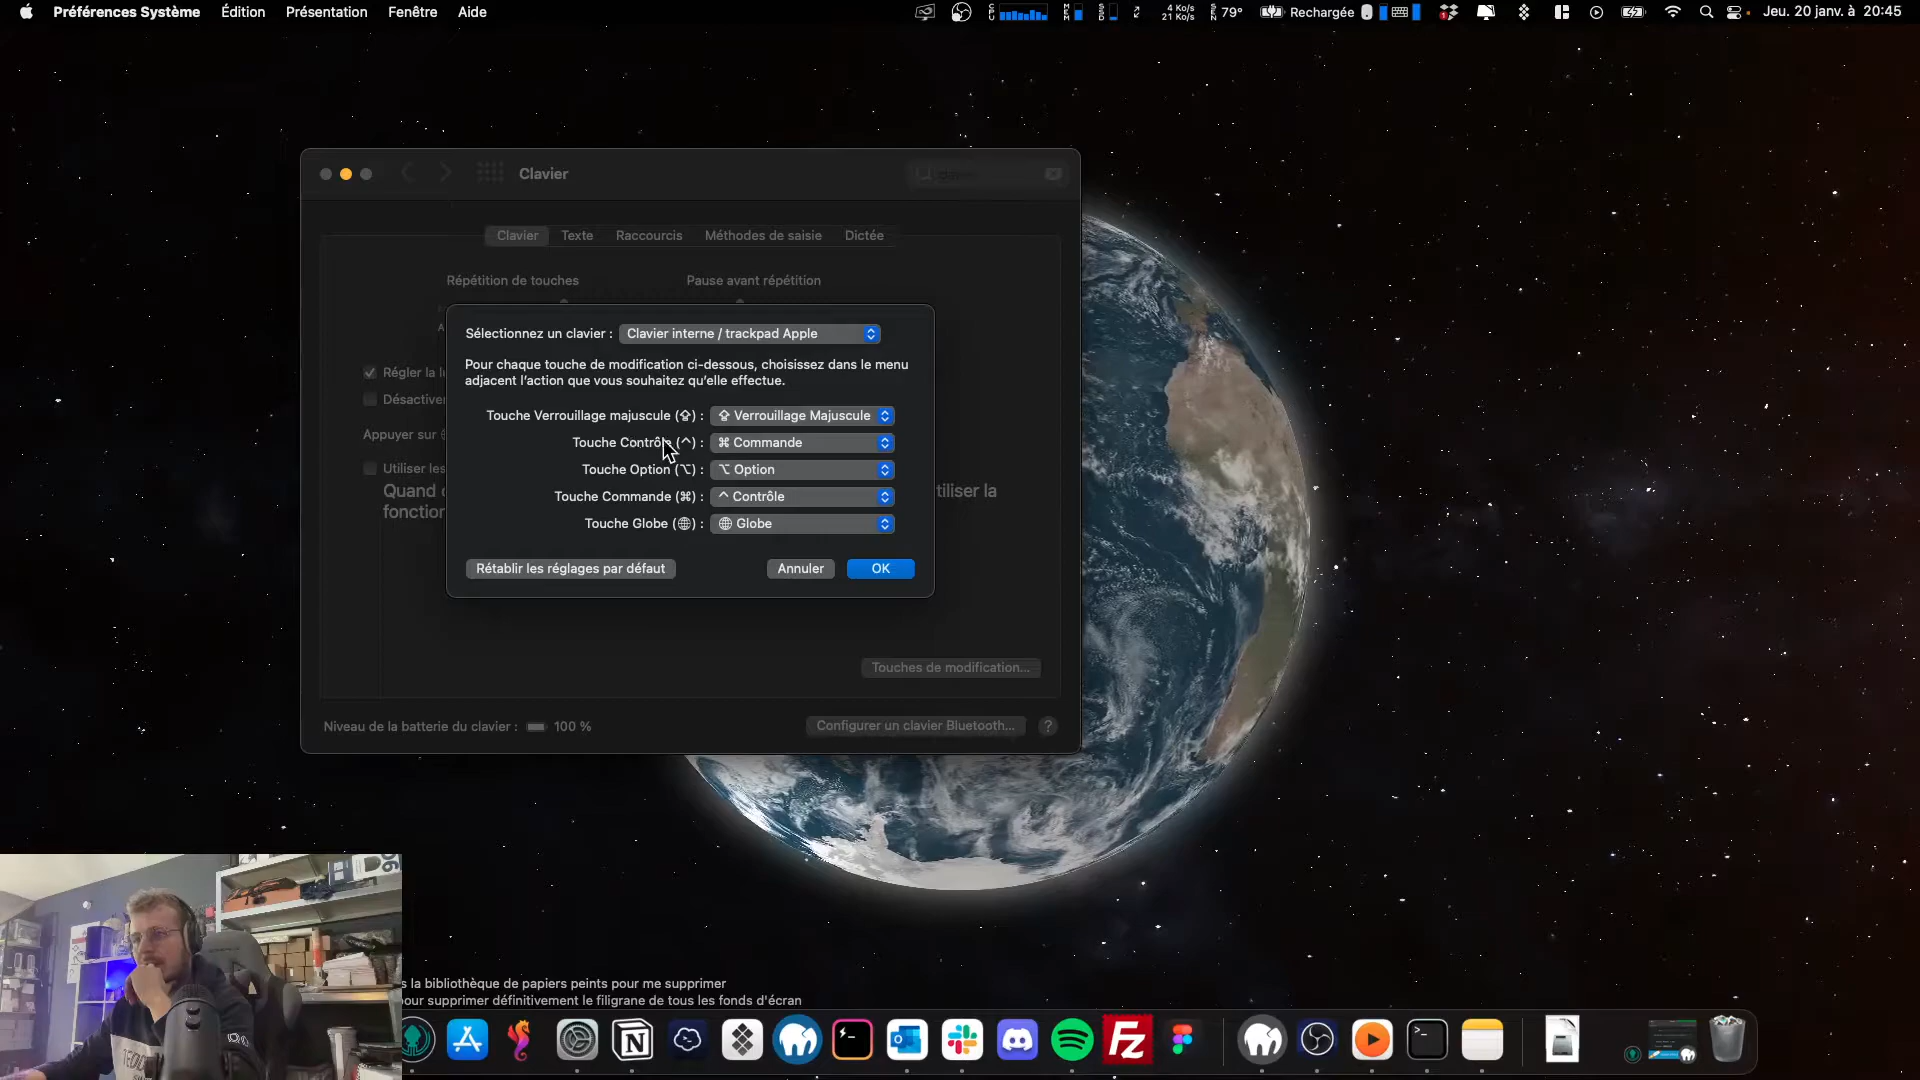 Préférences Système Édition Présentation Fenêtre Aide
4 Ko/s
21 Ko/s
79° Rechargée Jeu. 20 janv. à 20:45
Clavier
Clavier Texte Raccourcis Méthodes de saisie Dictée
Répétition de touches Pause avant répétition
Sélectionnez un clavier : Clavier interne / trackpad Apple
Pour chaque touche de modification ci-dessous, choisissez dans le menu
adjacent l'action que vous souhaitez qu'elle effectue.
Régler la
Désactive
Appuyer sur
Utiliser les
Quand
tiliser la
fonction
Touche Verrouillage majuscule (⇪) : ⇪ Verrouillage Majuscule
Touche Contrôle (^) : ⌘ Commande
Touche Option (⌥) : ⌥ Option
Touche Commande (⌘) : ^ Contrôle
Touche Globe (🌐) : 🌐 Globe
Rétablir les réglages par défaut Annuler OK
Touches de modification...
Niveau de la batterie du clavier : 100 % Configurer un clavier Bluetooth... ?
s la bibliothèque de papiers peints pour me supprimer
our supprimer définitivement le filigrane de tous les fonds d'écran